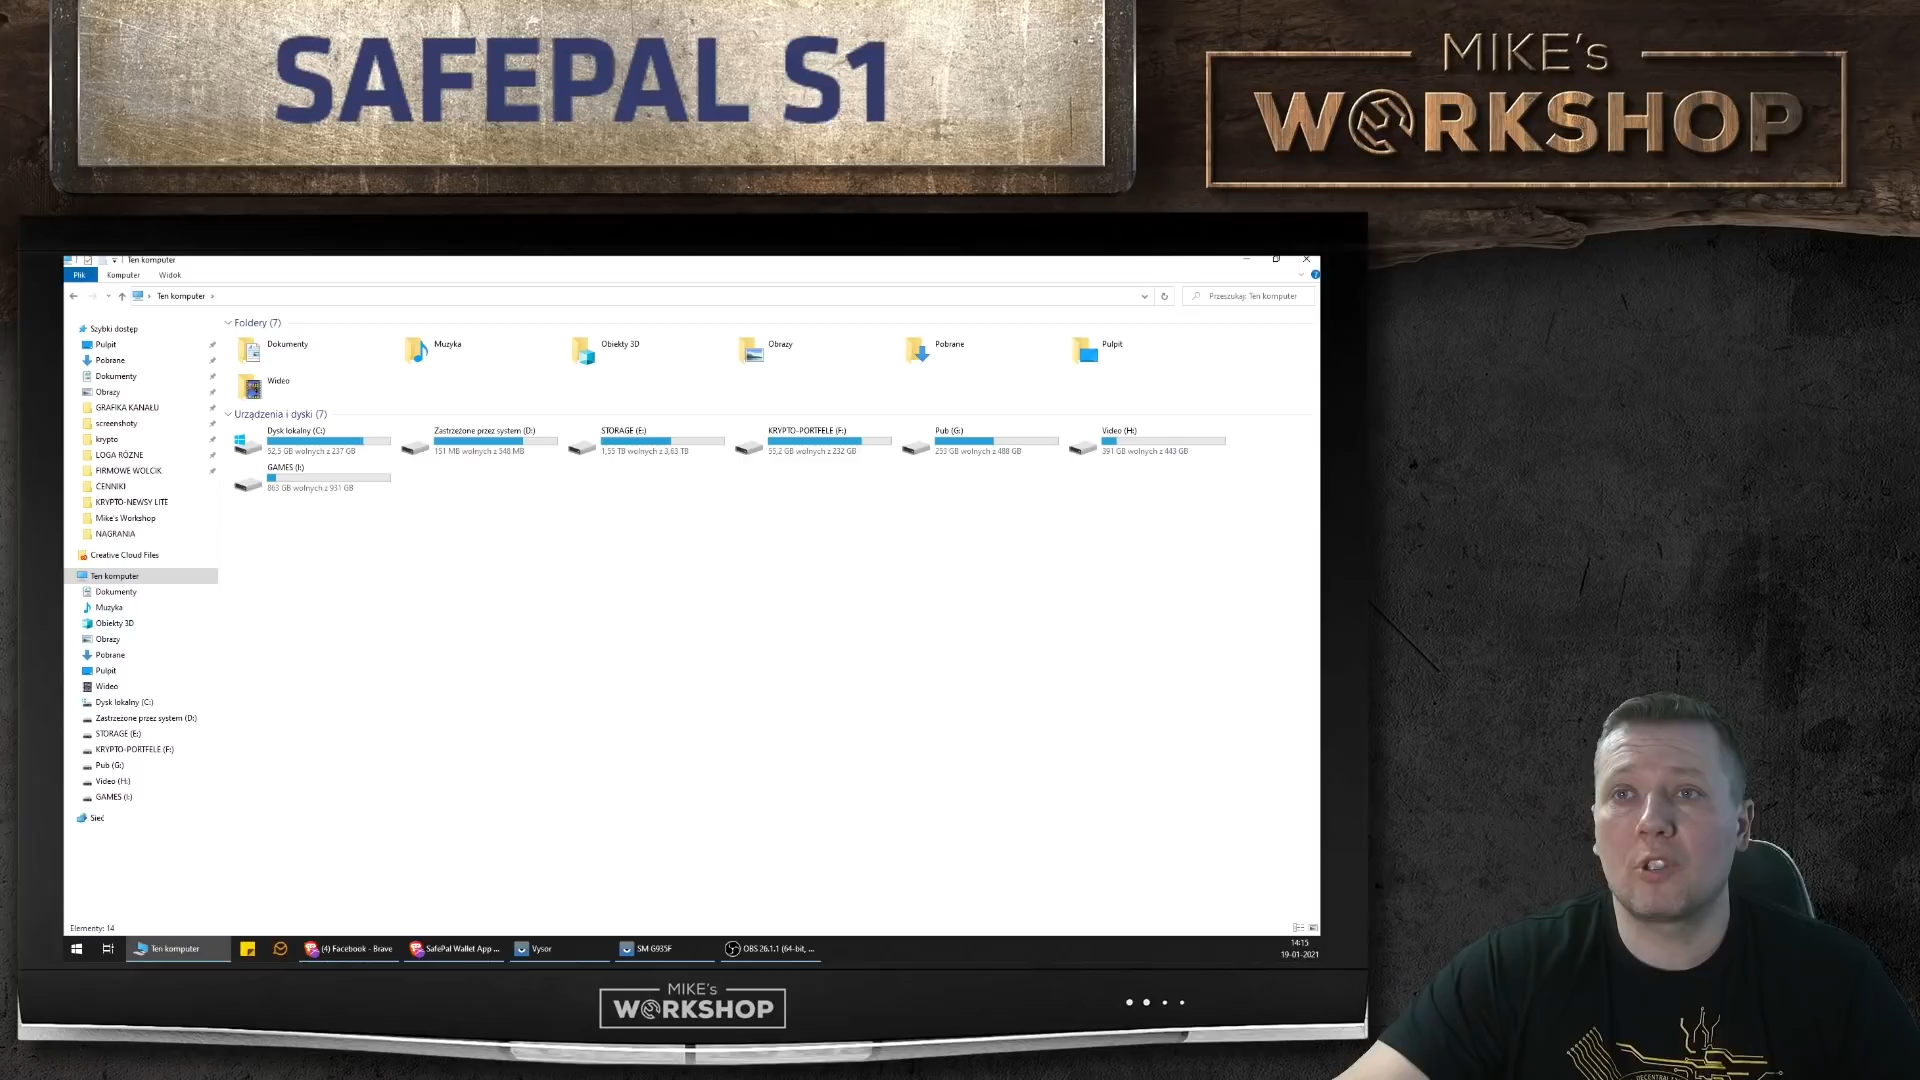 SAFEPAL S1
MIKE's
WORKSHOP
Ten komputer
Plik Komputer Widok
Ten komputer
Przeszukaj: Ten komputer
Szybki dostęp
Pulpit
Pobrane
Dokumenty
Obrazy
GRAFIKA KANAŁU
screenshoty
krypto
LOGA RÓZNE
FIRMOWE WOLCIK
CENNIKI
KRYPTO-NEWSY LITE
Mike's Workshop
NAGRANIA
Creative Cloud Files
Ten komputer
Dokumenty
Muzyka
Obiekty 3D
Obrazy
Pobrane
Pulpit
Wideo
Dysk lokalny (C:)
Zastrzeżone przez system (D:)
STORAGE (E:)
KRYPTO-PORTFELE (F:)
Pub (G:)
Video (H:)
GAMES (I:)
Sieć
Foldery (7)
Dokumenty Muzyka Obiekty 3D Obrazy Pobrane Pulpit
Wideo
Urządzenia i dyski (7)
Dysk lokalny (C:) Zastrzeżone przez system (D:) STORAGE (E:) KRYPTO-PORTFELE (F:) Pub (G:) Video (H:)
52,5 GB wolnych z 237 GB 151 MB wolnych z 548 MB 1,55 TB wolnych z 3,63 TB 55,2 GB wolnych z 232 GB 253 GB wolnych z 488 GB 391 GB wolnych z 443 GB
GAMES (I:)
863 GB wolnych z 931 GB
Elementy: 14
Ten komputer (4) Facebook - Brave SafePal Wallet App ... Vysor SM G935F OBS 26.1.1 (64-bit, ...
14:15
19-01-2021
MIKE's
WORKSHOP